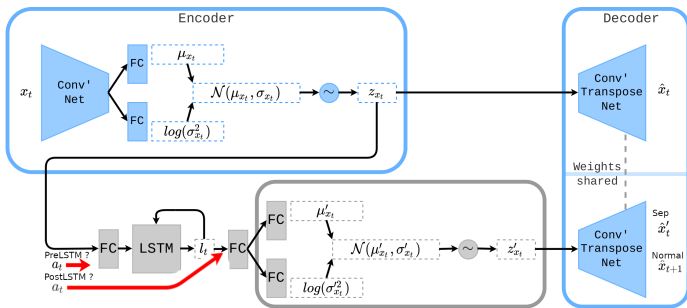 Encoder
Decoder
x_t
Conv'
Net
FC
FC
μ_{x_t}
N(μ_{x_t}, σ_{x_t})
log(σ²_{x_t})
~
z_{x_t}
Conv'
Transpose
Net
x̂_t
Weights
shared
PreLSTM ?
a_t
PostLSTM ?
a_t
FC
LSTM
l_t
FC
FC
FC
μ'_{x_t}
N(μ'_{x_t}, σ'_{x_t})
log(σ'²_{x_t})
~
z'_{x_t}
Conv'
Transpose
Net
Sep
x̂'_t
Normal
x̂_{t+1}